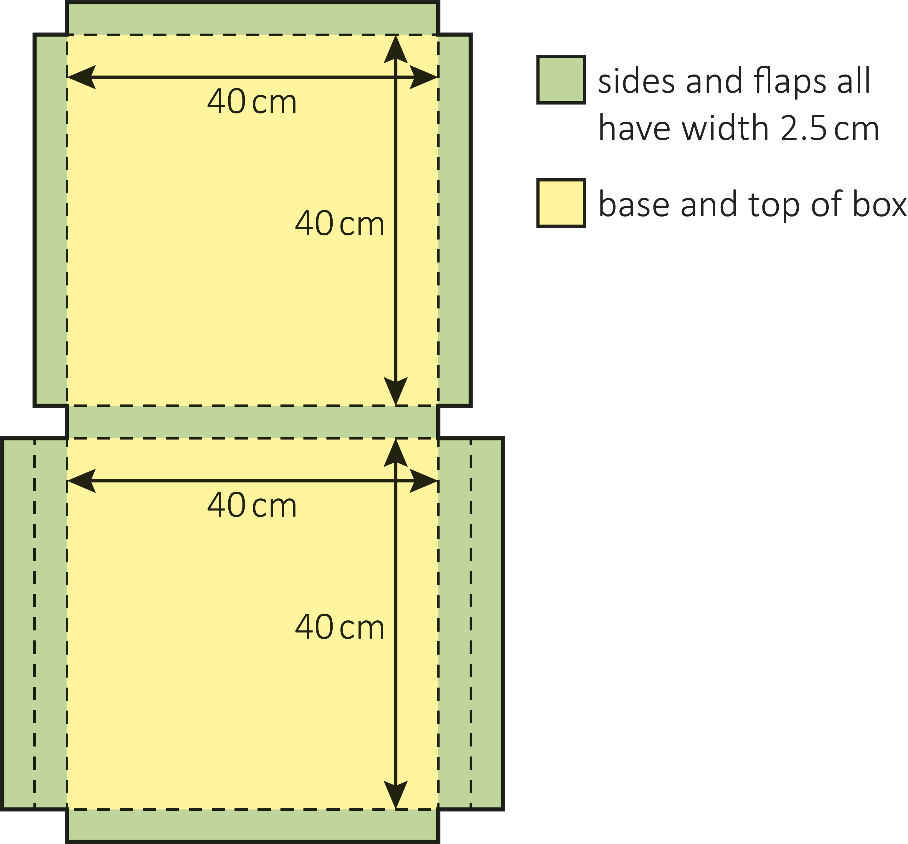 40 cm
40 cm
40 cm
40 cm
sides and flaps all
have width 2.5 cm
base and top of box